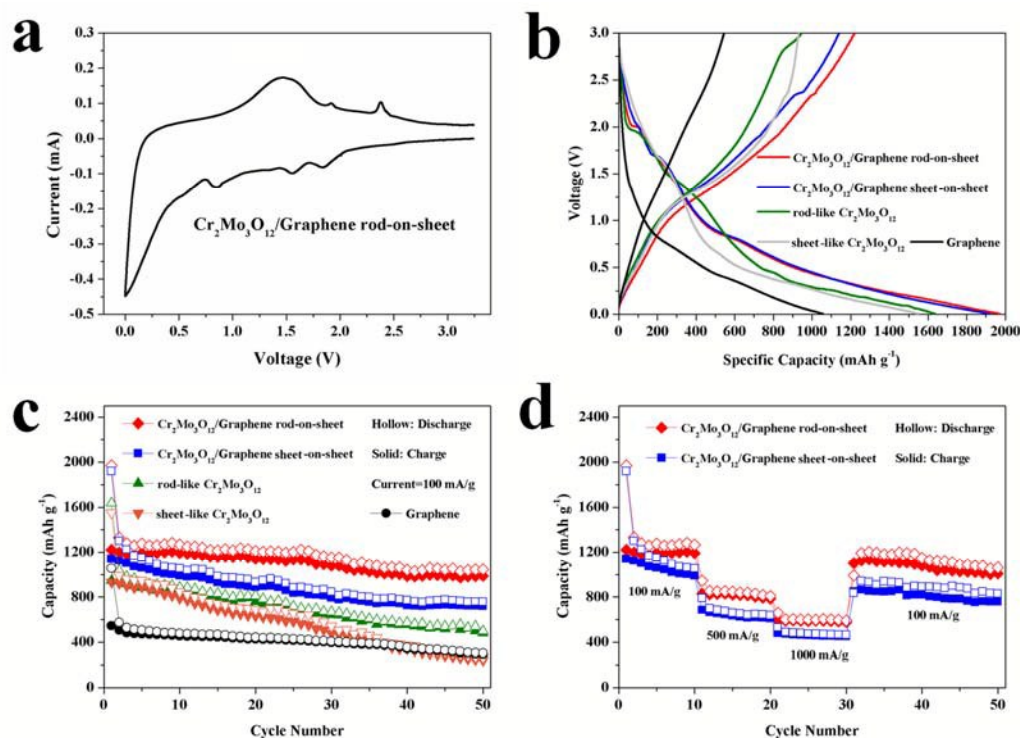 a
0.3
0.2
0.1
0.0
-0.1
-0.2
-0.3
-0.4
-0.5
Current (mA)
Cr₂Mo₃O₁₂/Graphene rod-on-sheet
0.0 0.5 1.0 1.5 2.0 2.5 3.0
Voltage (V)
b
3.0
2.5
2.0
1.5
1.0
0.5
0.0
Voltage (V)
Cr₂Mo₃O₁₂/Graphene rod-on-sheet
Cr₂Mo₃O₁₂/Graphene sheet-on-sheet
rod-like Cr₂Mo₃O₁₂
sheet-like Cr₂Mo₃O₁₂ Graphene
0 200 400 600 800 1000 1200 1400 1600 1800 2000
Specific Capacity (mAh g⁻¹)
c
2400
2000
1600
1200
800
400
0
Capacity (mAh g⁻¹)
Cr₂Mo₃O₁₂/Graphene rod-on-sheet Hollow: Discharge
Cr₂Mo₃O₁₂/Graphene sheet-on-sheet Solid: Charge
rod-like Cr₂Mo₃O₁₂ Current=100 mA/g
sheet-like Cr₂Mo₃O₁₂ Graphene
0 10 20 30 40 50
Cycle Number
d
2400
2000
1600
1200
800
400
0
Capacity (mAh g⁻¹)
Cr₂Mo₃O₁₂/Graphene rod-on-sheet Hollow: Discharge
Cr₂Mo₃O₁₂/Graphene sheet-on-sheet Solid: Charge
100 mA/g
500 mA/g
1000 mA/g
100 mA/g
0 10 20 30 40 50
Cycle Number